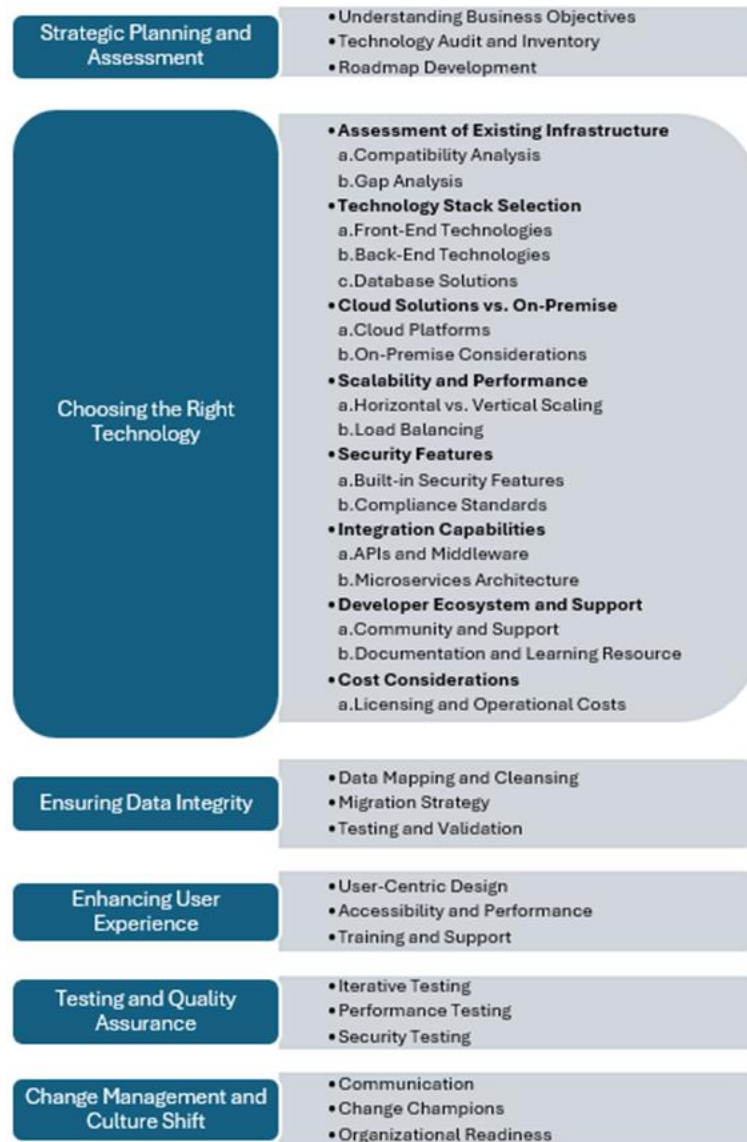 Strategic Planning and
Assessment
•Understanding Business Objectives
•Technology Audit and Inventory
•Roadmap Development
Choosing the Right
Technology
•Assessment of Existing Infrastructure
a.Compatibility Analysis
b.Gap Analysis
•Technology Stack Selection
a.Front-End Technologies
b.Back-End Technologies
c.Database Solutions
•Cloud Solutions vs. On-Premise
a.Cloud Platforms
b.On-Premise Considerations
•Scalability and Performance
a.Horizontal vs. Vertical Scaling
b.Load Balancing
•Security Features
a.Built-in Security Features
b.Compliance Standards
•Integration Capabilities
a.APIs and Middleware
b.Microservices Architecture
•Developer Ecosystem and Support
a.Community and Support
b.Documentation and Learning Resource
•Cost Considerations
a.Licensing and Operational Costs
Ensuring Data Integrity
•Data Mapping and Cleansing
•Migration Strategy
•Testing and Validation
Enhancing User
Experience
•User-Centric Design
•Accessibility and Performance
•Training and Support
Testing and Quality
Assurance
•Iterative Testing
•Performance Testing
•Security Testing
Change Management and
Culture Shift
•Communication
•Change Champions
•Organizational Readiness